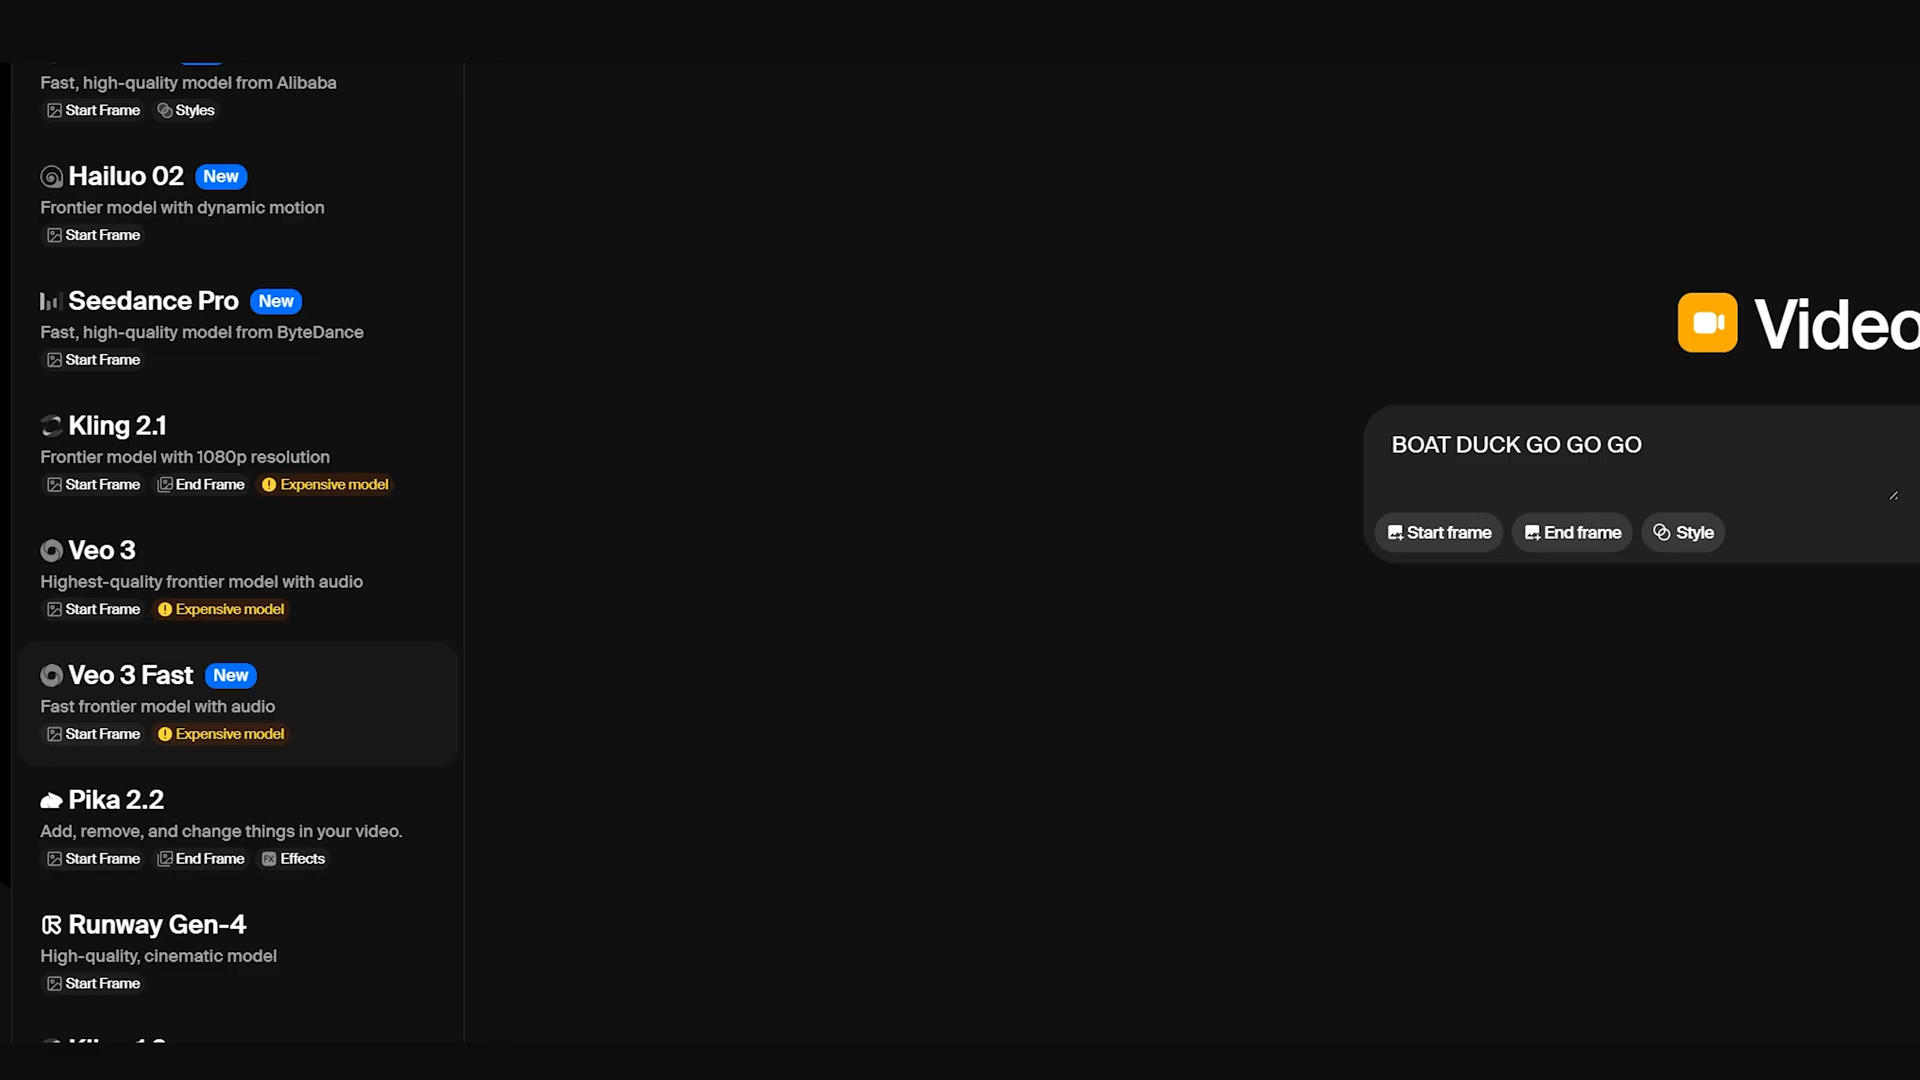 Fast, high-quality model from Alibaba
Start Frame Styles
Hailuo 02 New
Frontier model with dynamic motion
Start Frame
Seedance Pro New
Fast, high-quality model from ByteDance
Start Frame
Kling 2.1
Frontier model with 1080p resolution
Start Frame End Frame Expensive model
Veo 3
Highest-quality frontier model with audio
Start Frame Expensive model
Veo 3 Fast New
Fast frontier model with audio
Start Frame Expensive model
Pika 2.2
Add, remove, and change things in your video.
Start Frame End Frame FX Effects
Runway Gen-4
High-quality, cinematic model
Start Frame
Video
BOAT DUCK GO GO GO
Start frame End frame Style